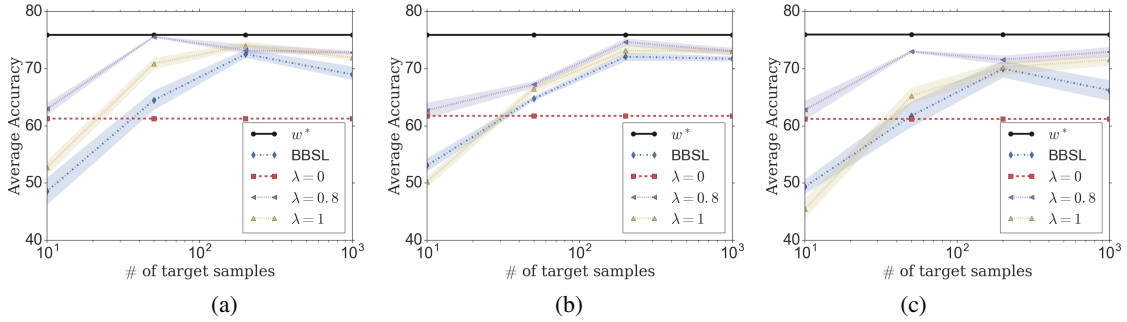 80
70
60
50
40
10^1
10^2
10^3
Average Accuracy
# of target samples
w*
BBSL
λ = 0
λ = 0.8
λ = 1
(a)
80
70
60
50
40
10^1
10^2
10^3
Average Accuracy
# of target samples
w*
BBSL
λ = 0
λ = 0.8
λ = 1
(b)
80
70
60
50
40
10^1
10^2
10^3
Average Accuracy
# of target samples
w*
BBSL
λ = 0
λ = 0.8
λ = 1
(c)